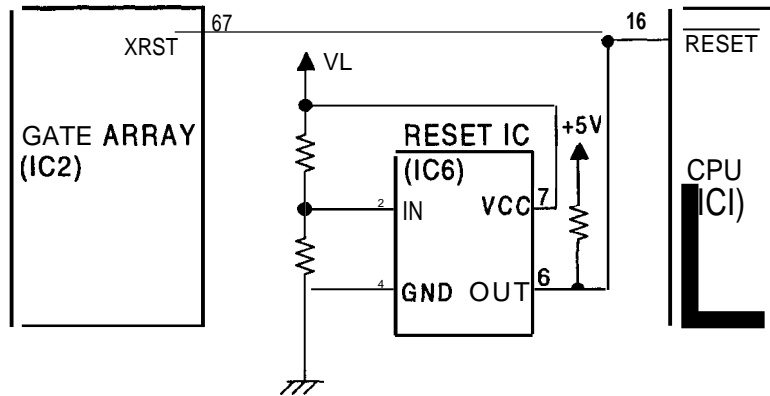 67
16
XRST
RESET
VL
GATE ARRAY
(IC2)
RESET IC
(IC6)
+5V
CPU
ICI)
2
IN
VCC
7
4
GND
OUT
6